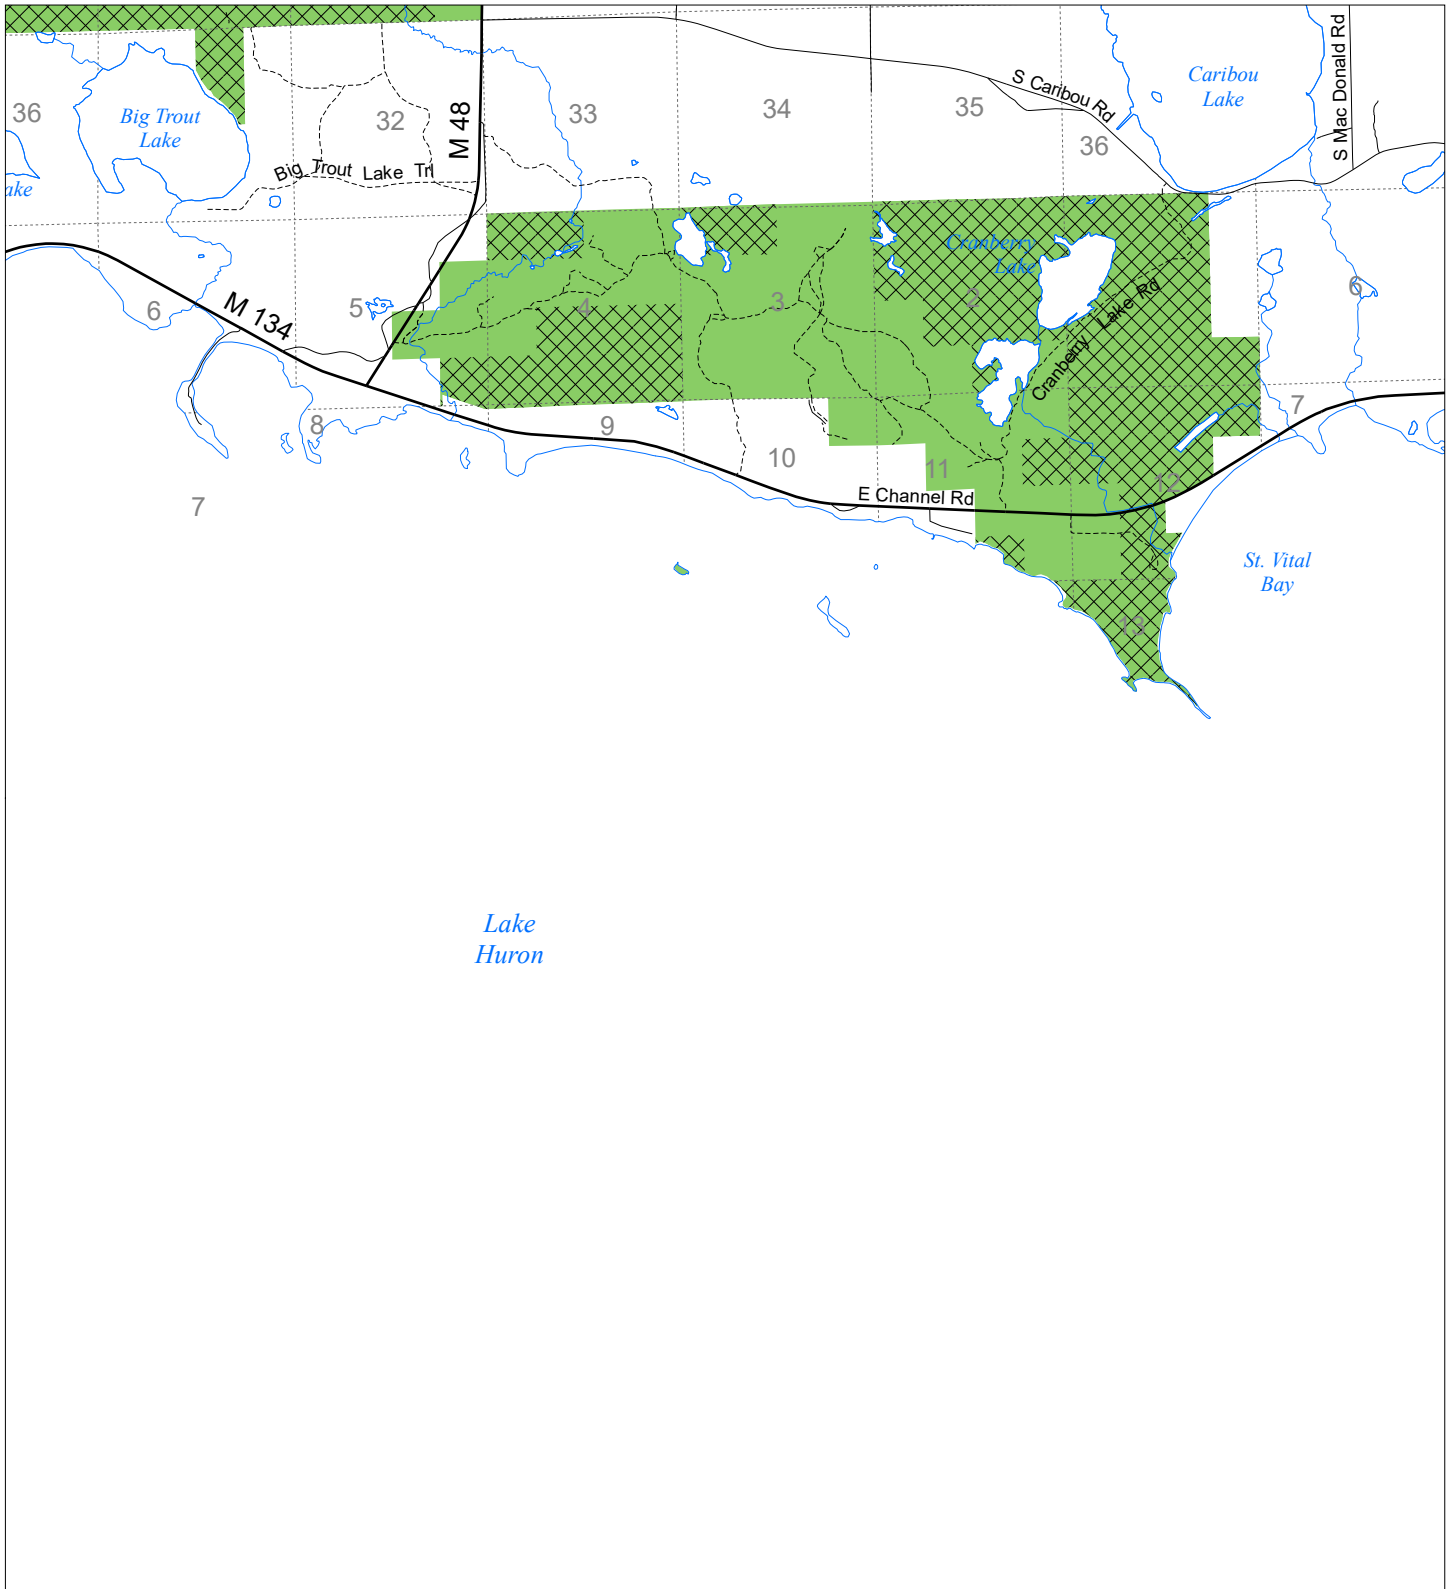 36
Big Trout
Lake
32
M 48
33
34
35
S Caribou Rd
36
Caribou
Lake
S Mac Donald Rd
ake
Big Trout Lake Trl
6
M 134
5
4
3
Cranberry
Lake
2
Cranberry Lake Rd
6
7
8
9
10
11
12
7
E Channel Rd
St. Vital
Bay
13
Lake
Huron